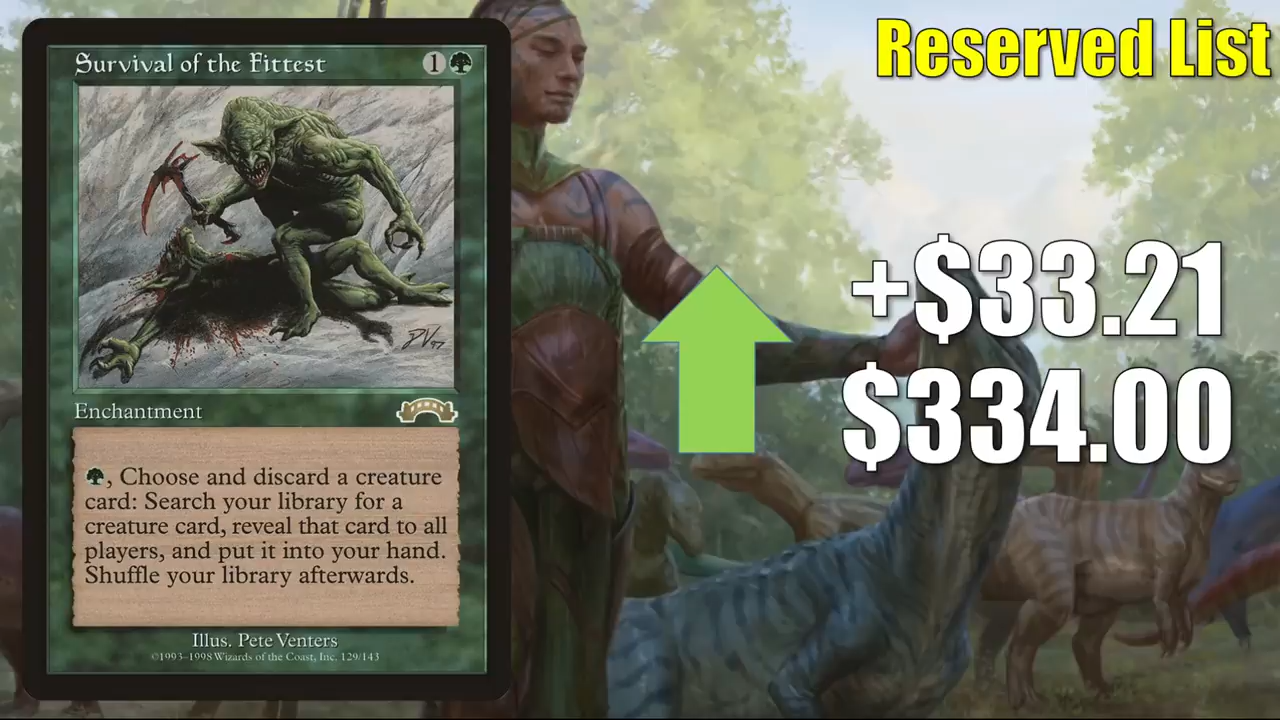 Survival of the Fittest 1
Reserved List
Enchantment
, Choose and discard a creature
card: Search your library for a
creature card, reveal that card to all
players, and put it into your hand.
Shuffle your library afterwards.
Illus. Pete Venters
©1993–1998 Wizards of the Coast, Inc. 129/143
DV 97
+$33.21
$334.00